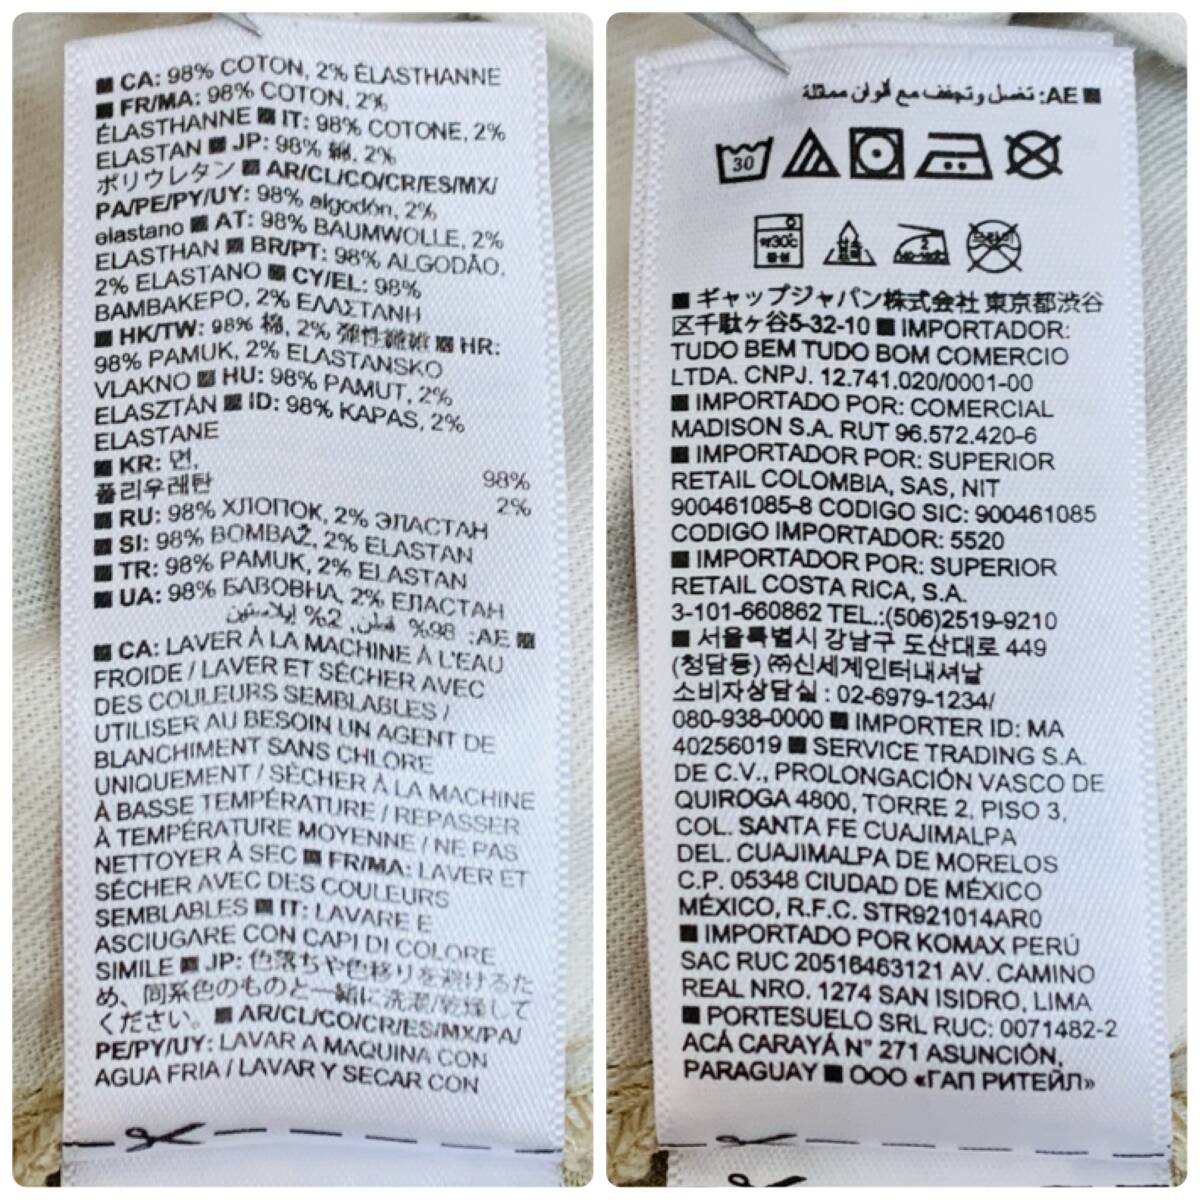 ■ CA: 98% COTON, 2% ÉLASTHANNE
■ FR/MA: 98% COTON, 2%
ÉLASTHANNE ■ IT: 98% COTONE, 2%
ELASTAN ■ JP: 98% 綿, 2%
ポリウレタン ■ AR/CL/CO/CR/ES/MX/
PA/PE/PY/UY: 98% algodón, 2%
elastano ■ AT: 98% BAUMWOLLE, 2%
ELASTHAN ■ BR/PT: 98% ALGODÃO,
2% ELASTANO ■ CY/EL: 98%
ΒΑΜΒΑΚΕΡΟ, 2% ΕΛΑΣΤΑΝΗ
■ HK/TW: 98% 棉, 2% 彈性纖維 ■ HR:
98% PAMUK, 2% ELASTANSKO
VLAKNO ■ HU: 98% PAMUT, 2%
ELASZTÁN ■ ID: 98% KAPAS, 2%
ELASTANE
■ KR: 면, 98%
폴리우레탄 2%
■ RU: 98% ХЛОПОК, 2% ЭЛАСТАН
■ SI: 98% BOMBAŽ, 2% ELASTAN
■ TR: 98% PAMUK, 2% ELASTAN
■ UA: 98% БАВОВНА, 2% ЕЛАСТАН
■ AE: 98% قطن, 2% إيلاستين
■ CA: LAVER À LA MACHINE À L'EAU
FROIDE / LAVER ET SÉCHER AVEC
DES COULEURS SEMBLABLES /
UTILISER AU BESOIN UN AGENT DE
BLANCHIMENT SANS CHLORE
UNIQUEMENT / SÉCHER À LA MACHINE
À BASSE TEMPÉRATURE / REPASSER
À TEMPÉRATURE MOYENNE / NE PAS
NETTOYER À SEC ■ FR/MA: LAVER ET
SÉCHER AVEC DES COULEURS
SEMBLABLES ■ IT: LAVARE E
ASCIUGARE CON CAPI DI COLORE
SIMILE ■ JP: 色落ちや色移りを避けるた
め、同系色のものと一緒に洗濯/乾燥して
ください。 ■ AR/CL/CO/CR/ES/MX/PA/
PE/PY/UY: LAVAR A MAQUINA CON
AGUA FRIA / LAVAR Y SECAR CON
■ AE: تغسل وتجفف مع ألوان مماثلة
30
약30℃
중성
■ ギャップジャパン株式会社 東京都渋谷
区千駄ヶ谷5-32-10 ■ IMPORTADOR:
TUDO BEM TUDO BOM COMERCIO
LTDA. CNPJ. 12.741.020/0001-00
■ IMPORTADO POR: COMERCIAL
MADISON S.A. RUT 96.572.420-6
■ IMPORTADOR POR: SUPERIOR
RETAIL COLOMBIA, SAS, NIT
900461085-8 CODIGO SIC: 900461085
CODIGO IMPORTADOR: 5520
■ IMPORTADOR POR: SUPERIOR
RETAIL COSTA RICA, S.A.
3-101-660862 TEL.:(506)2519-9210
■ 서울특별시 강남구 도산대로 449
(청담동) ㈜신세계인터내셔날
소비자상담실 : 02-6979-1234/
080-938-0000 ■ IMPORTER ID: MA
40256019 ■ SERVICE TRADING S.A.
DE C.V., PROLONGACIÓN VASCO DE
QUIROGA 4800, TORRE 2, PISO 3,
COL. SANTA FE CUAJIMALPA
DEL. CUAJIMALPA DE MORELOS
C.P. 05348 CIUDAD DE MÉXICO
MÉXICO, R.F.C. STR921014AR0
■ IMPORTADO POR KOMAX PERÚ
SAC RUC 20516463121 AV. CAMINO
REAL NRO. 1274 SAN ISIDRO, LIMA
■ PORTESUELO SRL RUC: 0071482-2
ACÁ CARAYÁ N° 271 ASUNCIÓN,
PARAGUAY ■ ООО «ГАП РИТЕЙЛ»